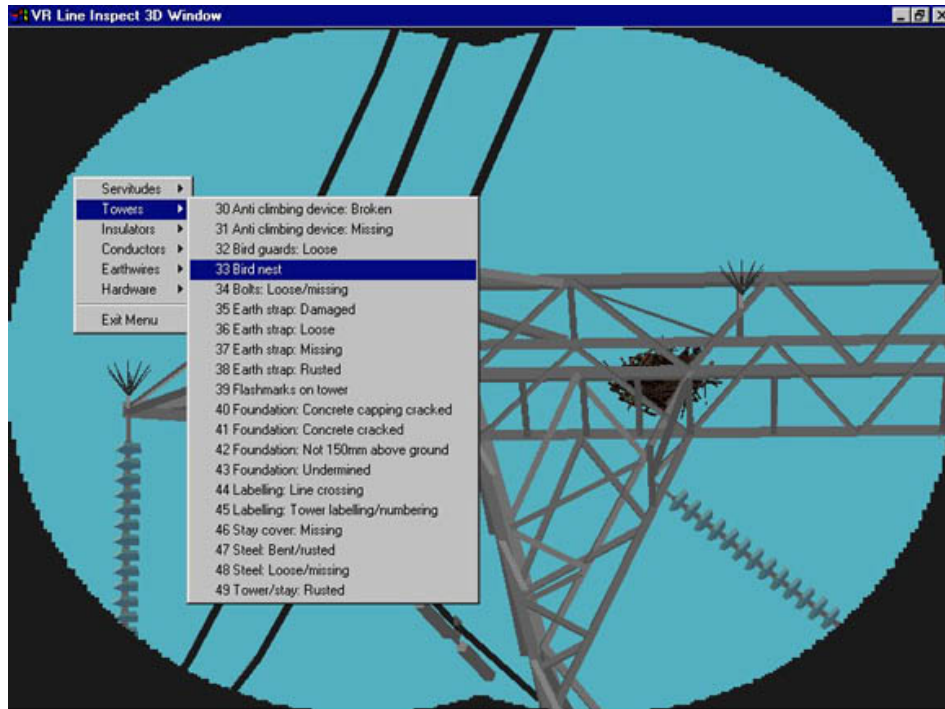 VR Line Inspect 3D Window
Servitudes
Towers
Insulators
Conductors
Earthwires
Hardware
Exit Menu
30 Anti climbing device: Broken
31 Anti climbing device: Missing
32 Bird guards: Loose
33 Bird nest
34 Bolts: Loose/missing
35 Earth strap: Damaged
36 Earth strap: Loose
37 Earth strap: Missing
38 Earth strap: Rusted
39 Flashmarks on tower
40 Foundation: Concrete capping cracked
41 Foundation: Concrete cracked
42 Foundation: Not 150mm above ground
43 Foundation: Undermined
44 Labelling: Line crossing
45 Labelling: Tower labelling/numbering
46 Stay cover: Missing
47 Steel: Bent/rusted
48 Steel: Loose/missing
49 Tower/stay: Rusted